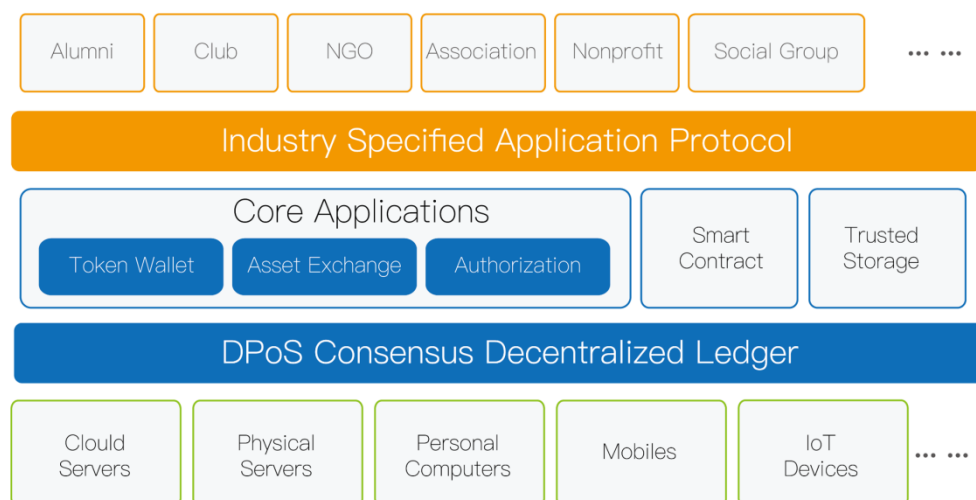 Alumni
Club
NGO
Association
Nonprofit
Social Group
... ...
Industry Specified Application Protocol
Core Applications
Token Wallet
Asset Exchange
Authorization
Smart
Contract
Trusted
Storage
DPoS Consensus Decentralized Ledger
Clould
Servers
Physical
Servers
Personal
Computers
Mobiles
IoT
Devices
... ...